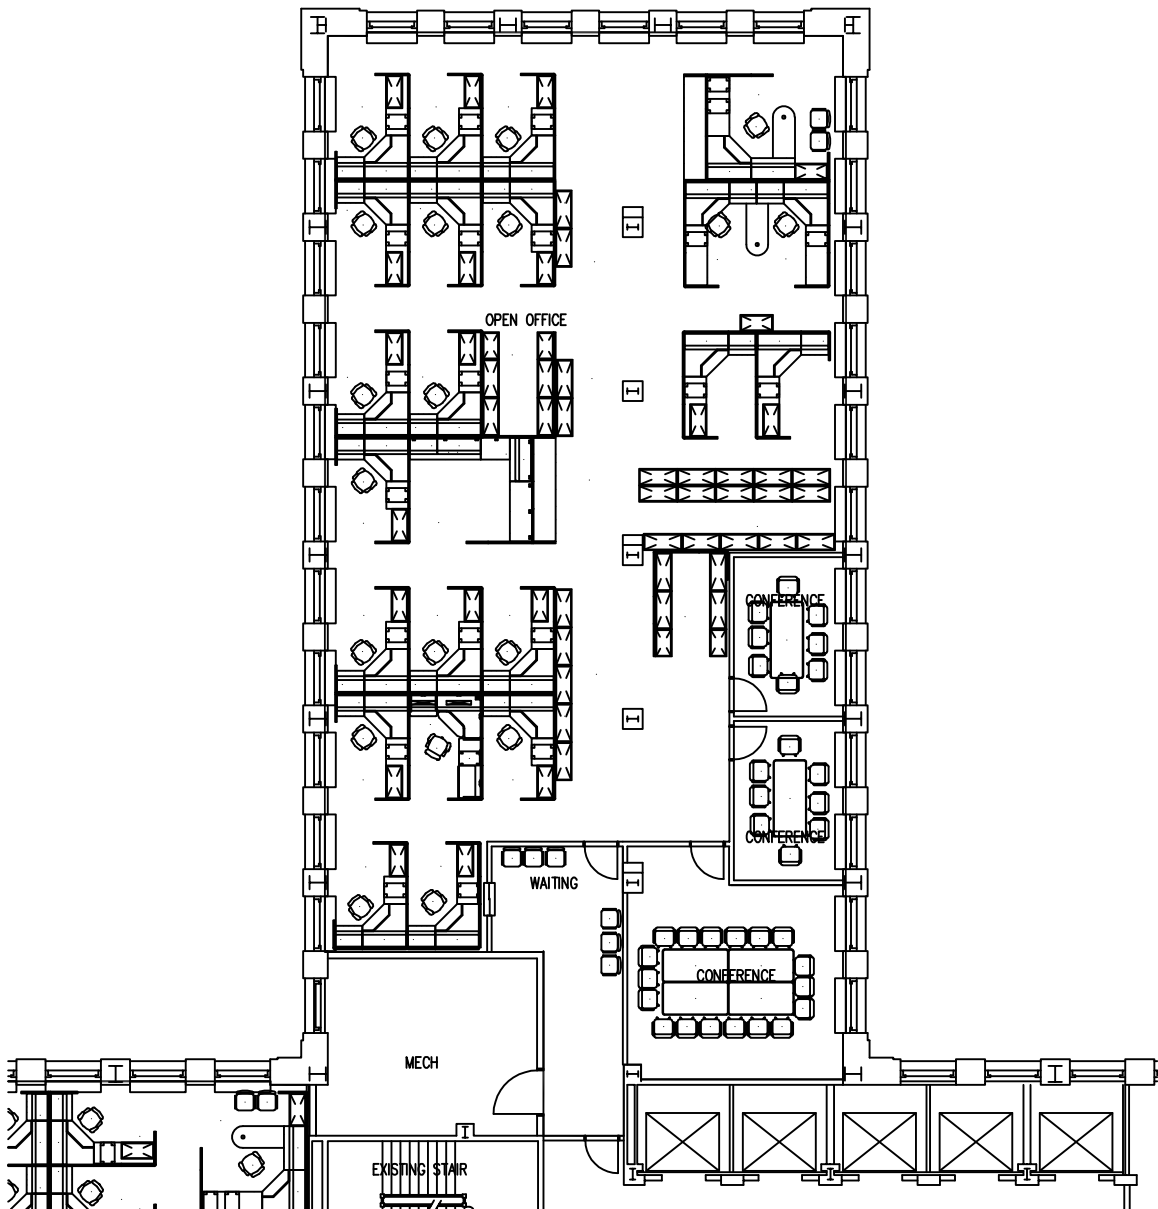 OPEN OFFICE
CONFERENCE
CONFERENCE
WAITING
CONFERENCE
MECH
EXISTING STAIR